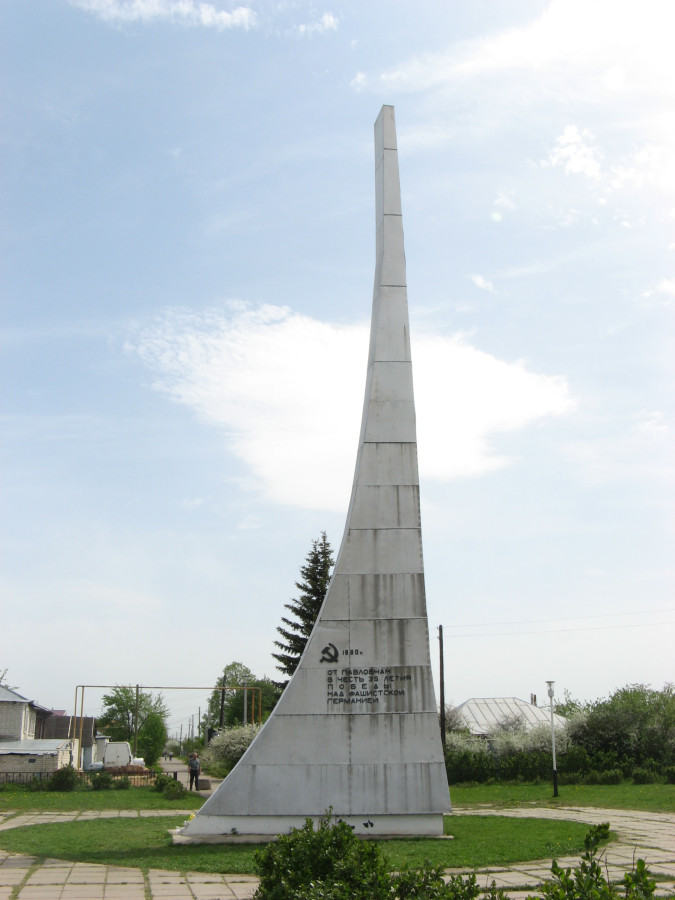 1980г.
ОТ ПАВЛОВЧАН
В ЧЕСТЬ 35 ЛЕТИЯ
ПОБЕДЫ
НАД ФАШИСТСКОЙ
ГЕРМАНИЕЙ